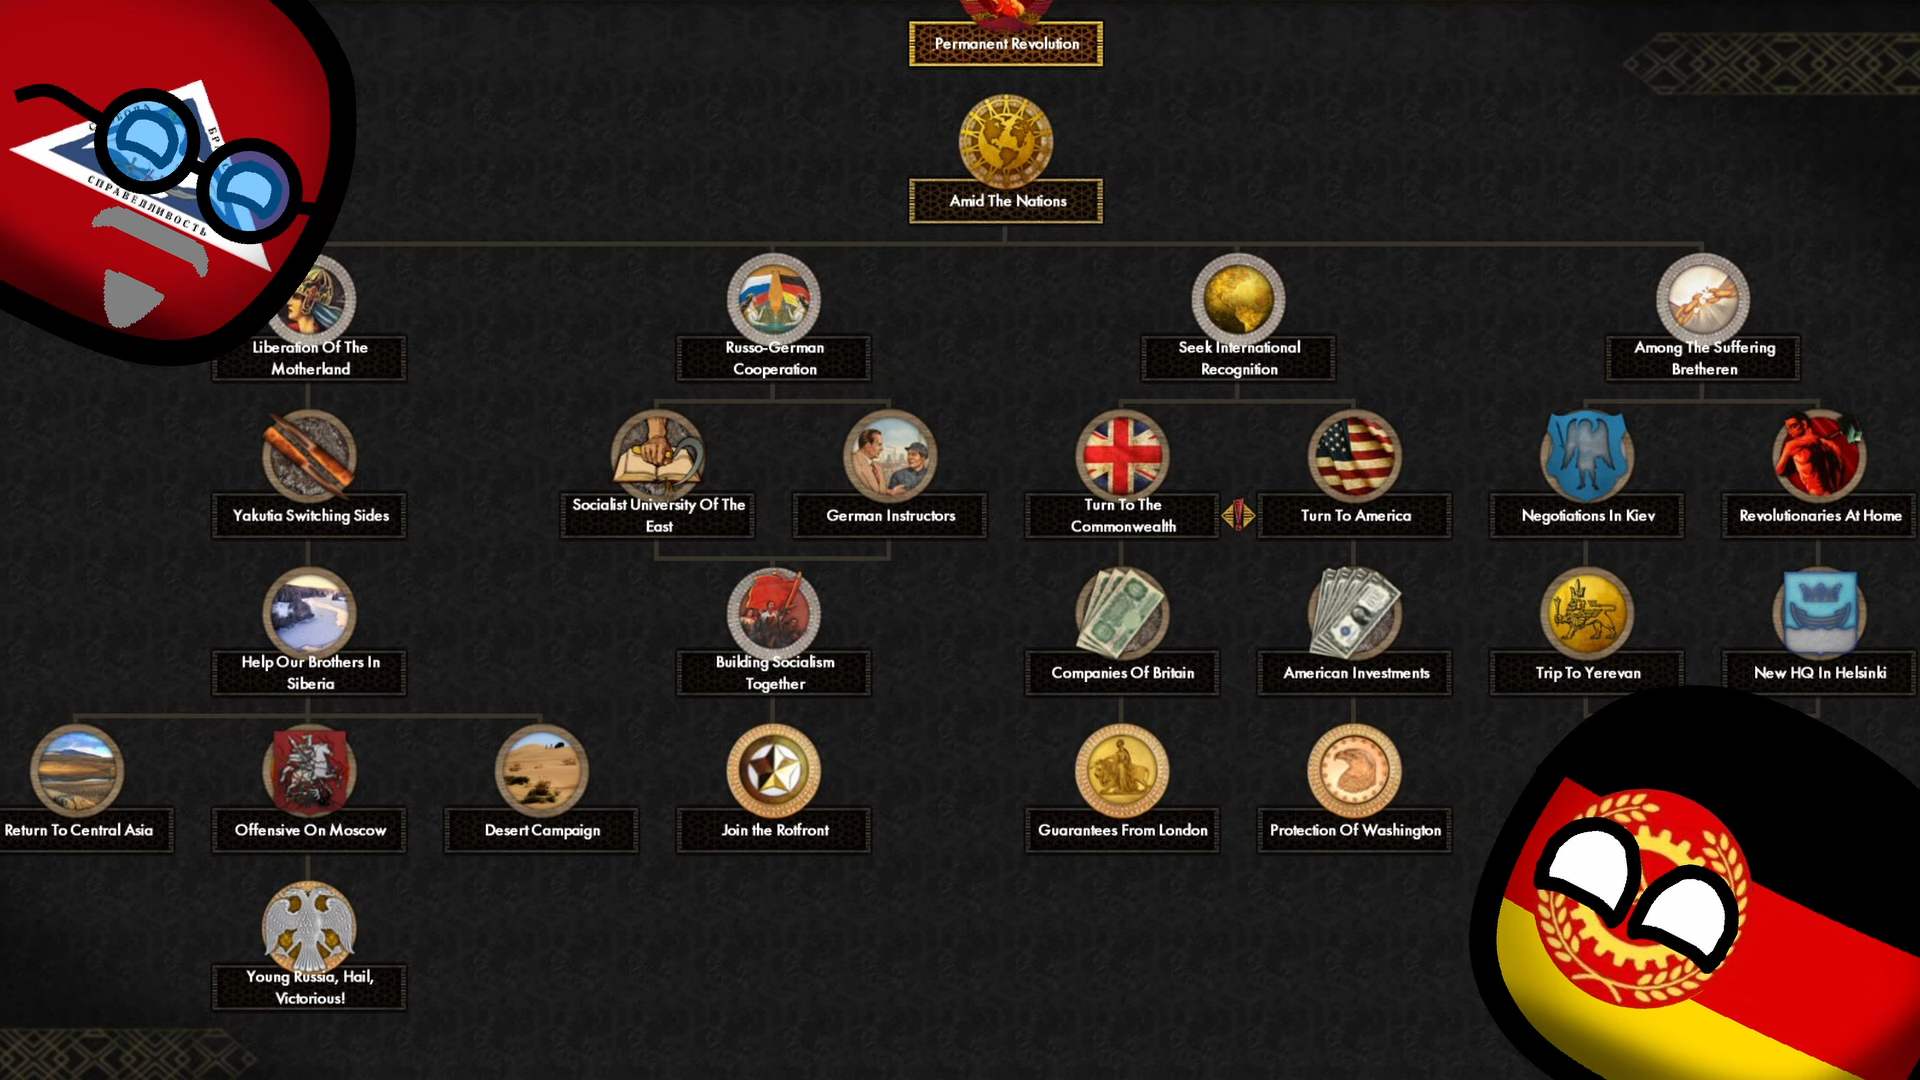 Permanent Revolution
Amid The Nations
СПРАВЕДЛИВОСТЬ
Liberation Of The
Motherland
Russo-German
Cooperation
Seek International
Recognition
Among The Suffering
Bretheren
Yakutia Switching Sides
Socialist University Of The
East
German Instructors
Turn To The
Commonwealth
Turn To America
Negotiations In Kiev
Revolutionaries At Home
Help Our Brothers In
Siberia
Building Socialism
Together
Companies Of Britain
American Investments
Trip To Yerevan
New HQ In Helsinki
Return To Central Asia
Offensive On Moscow
Desert Campaign
Join the Rotfront
Guarantees From London
Protection Of Washington
Young Russia, Hail,
Victorious!